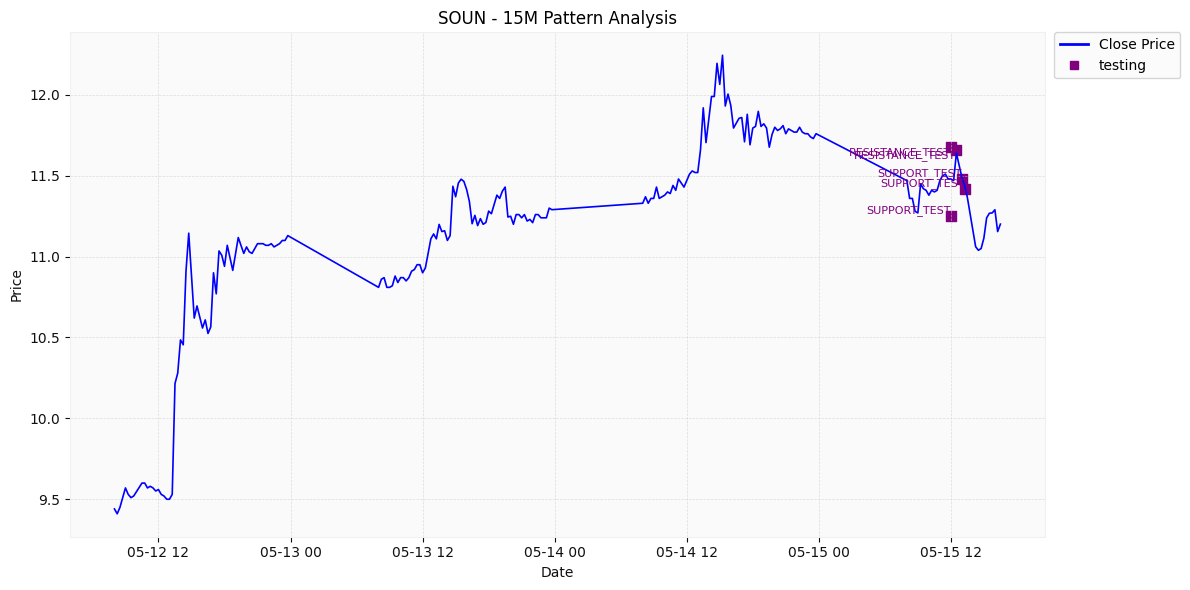 SOUN - 15M Pattern Analysis
Close Price
testing
12.0
11.5
11.0
10.5
10.0
9.5
Price
RESISTANCE_TEST
RESISTANCE_TEST
SUPPORT_TEST
SUPPORT_TEST
SUPPORT_TEST
05-12 12
05-13 00
05-13 12
05-14 00
05-14 12
05-15 00
05-15 12
Date